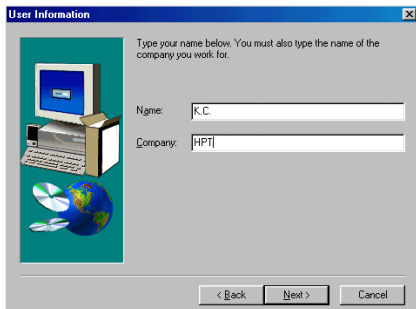 User Information
Type your name below. You must also type the name of the
company you work for.
Name: K.C.
Company: HPT
< Back Next > Cancel